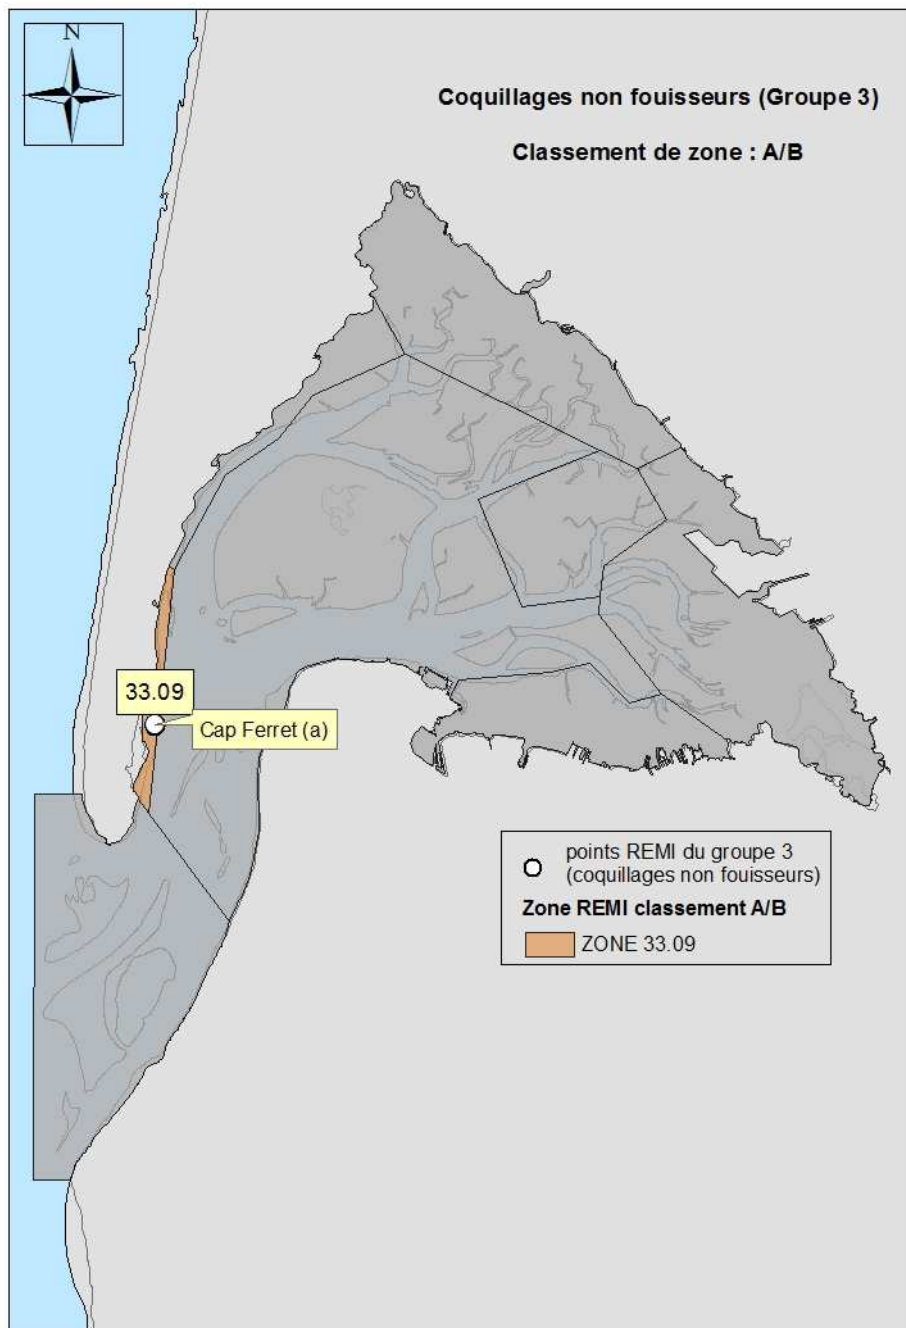 N
Coquillages non fouisseurs (Groupe 3)
Classement de zone : A/B
33.09
Cap Ferret (a)
points REMI du groupe 3
(coquillages non fouisseurs)
Zone REMI classement A/B
ZONE 33.09